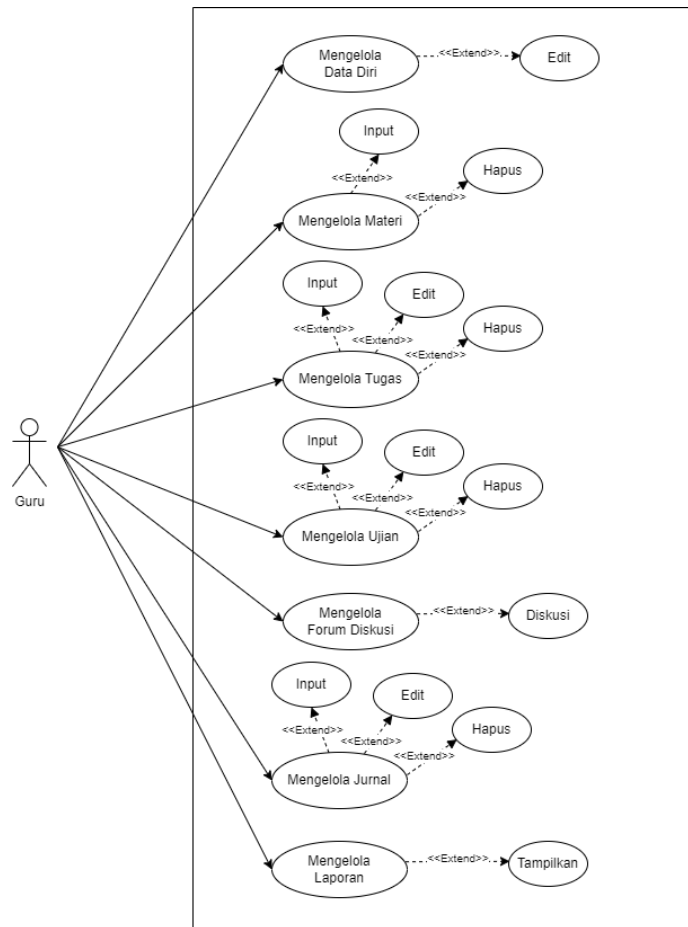 Mengelola
Data Diri
<<Extend>>
Edit
Input
<<Extend>>
Hapus
<<Extend>>
Mengelola Materi
Input
Edit
Hapus
<<Extend>>
<<Extend>>
<<Extend>>
Mengelola Tugas
Guru
Input
Edit
Hapus
<<Extend>>
<<Extend>>
<<Extend>>
Mengelola Ujian
Mengelola
Forum Diskusi
<<Extend>>
Diskusi
Input
Edit
Hapus
<<Extend>>
<<Extend>>
<<Extend>>
Mengelola Jurnal
Mengelola
Laporan
<<Extend>>
Tampilkan